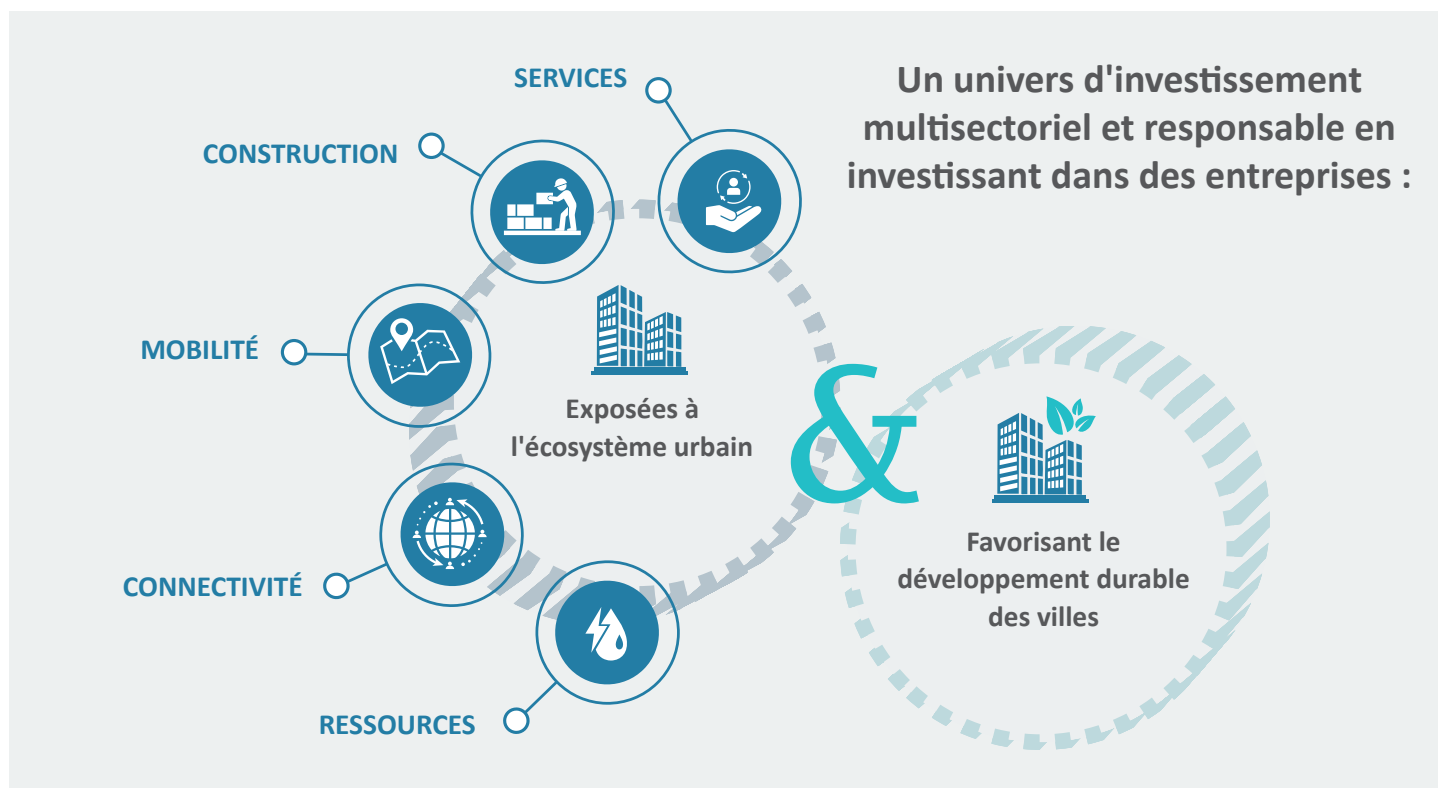 Un univers d'investissement
multisectoriel et responsable en
investissant dans des entreprises :
SERVICES
CONSTRUCTION
MOBILITÉ
CONNECTIVITÉ
RESSOURCES
Exposées à
l'écosystème urbain
&
Favorisant le
développement durable
des villes